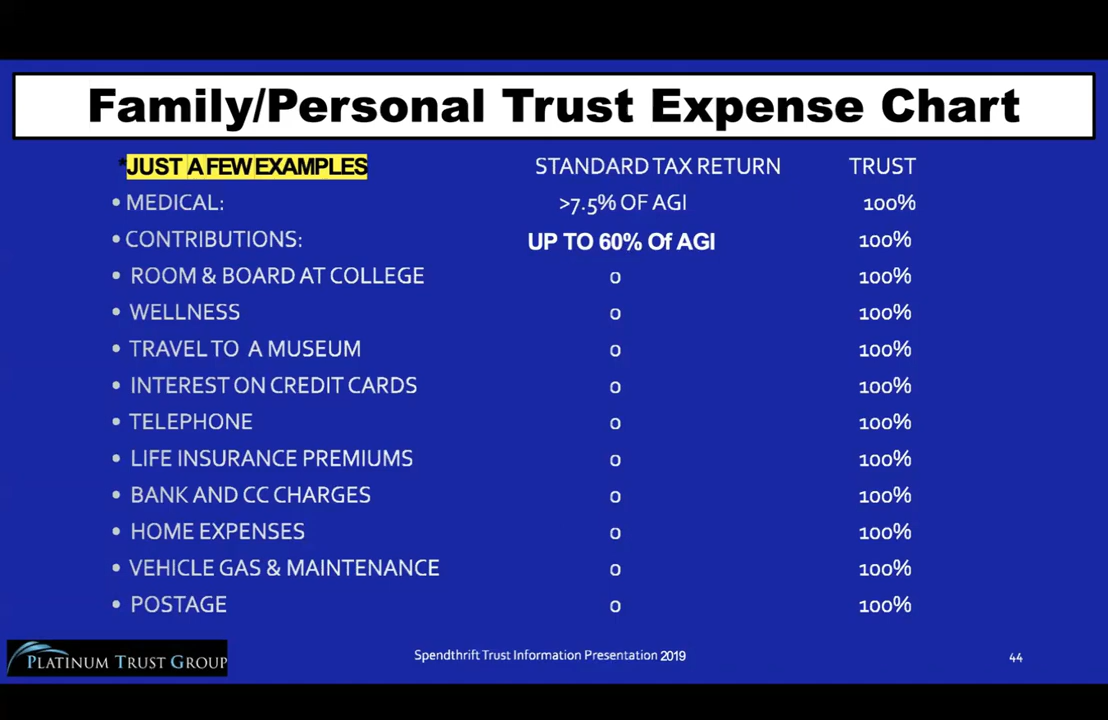 Family/Personal Trust Expense Chart
*JUST A FEW EXAMPLES STANDARD TAX RETURN TRUST
• MEDICAL: >7.5% OF AGI 100%
• CONTRIBUTIONS: UP TO 60% Of AGI 100%
• ROOM & BOARD AT COLLEGE 0 100%
• WELLNESS 0 100%
• TRAVEL TO A MUSEUM 0 100%
• INTEREST ON CREDIT CARDS 0 100%
• TELEPHONE 0 100%
• LIFE INSURANCE PREMIUMS 0 100%
• BANK AND CC CHARGES 0 100%
• HOME EXPENSES 0 100%
• VEHICLE GAS & MAINTENANCE 0 100%
• POSTAGE 0 100%
PLATINUM TRUST GROUP
Spendthrift Trust Information Presentation 2019
44